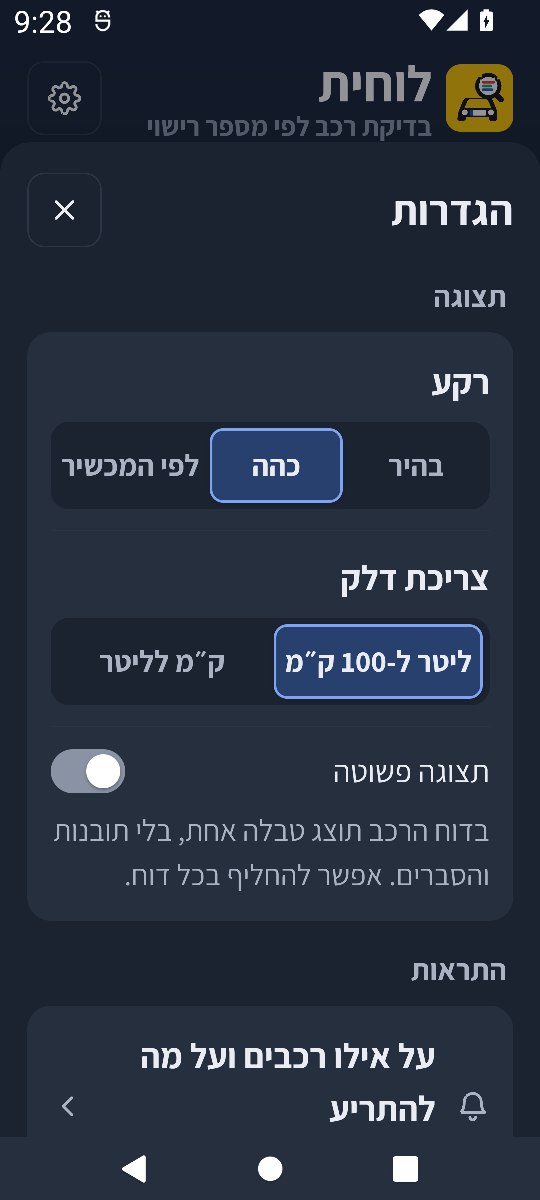 9:28
לוחית
בדיקת רכב לפי מספר רישוי
הגדרות
תצוגה
רקע
בהיר
כהה
לפי המכשיר
צריכת דלק
ליטר ל-100 ק״מ
ק״מ לליטר
תצוגה פשוטה
בדוח הרכב תוצג טבלה אחת, בלי תובנות
והסברים. אפשר להחליף בכל דוח.
התראות
על אילו רכבים ועל מה
להתריע